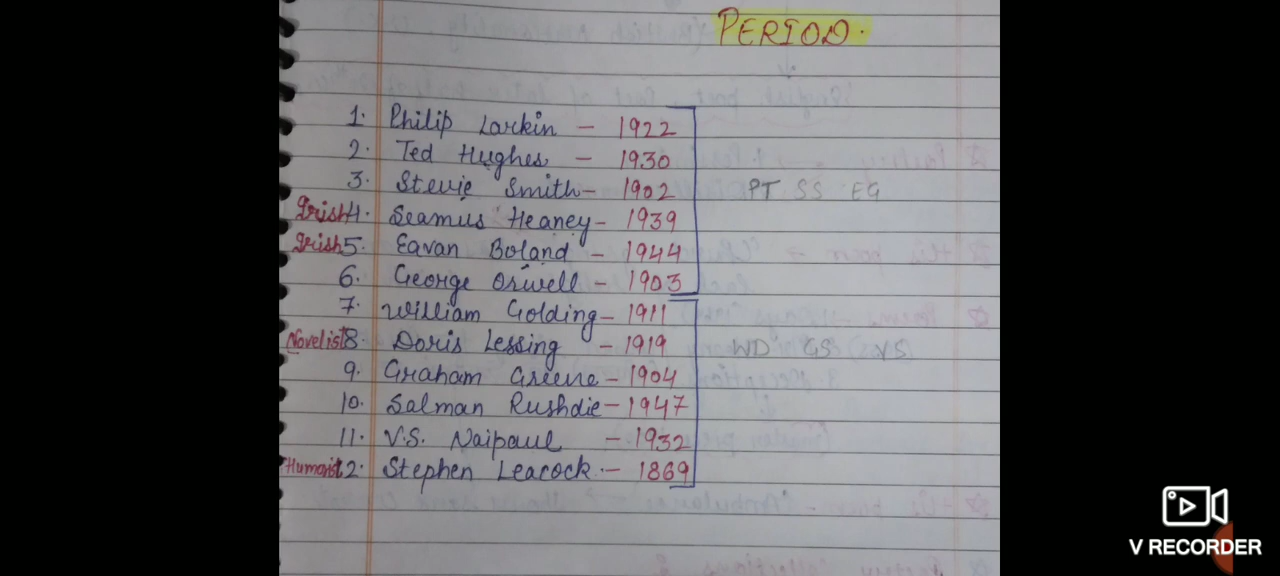 PERIOD.
1. Philip Larkin - 1922
2. Ted Hughes - 1930
3. Stevie Smith - 1902 PT SS EG
Irish 4. Seamus Heaney - 1939
Irish 5. Eavan Boland - 1944
6. George Orwell - 1903
7. William Golding - 1911
Novelist 8. Doris Lessing - 1919 WD GS VS
9. Graham Greene - 1904
10. Salman Rushdie - 1947
11. V.S. Naipaul - 1932
Humorist 12. Stephen Leacock - 1869
V RECORDER